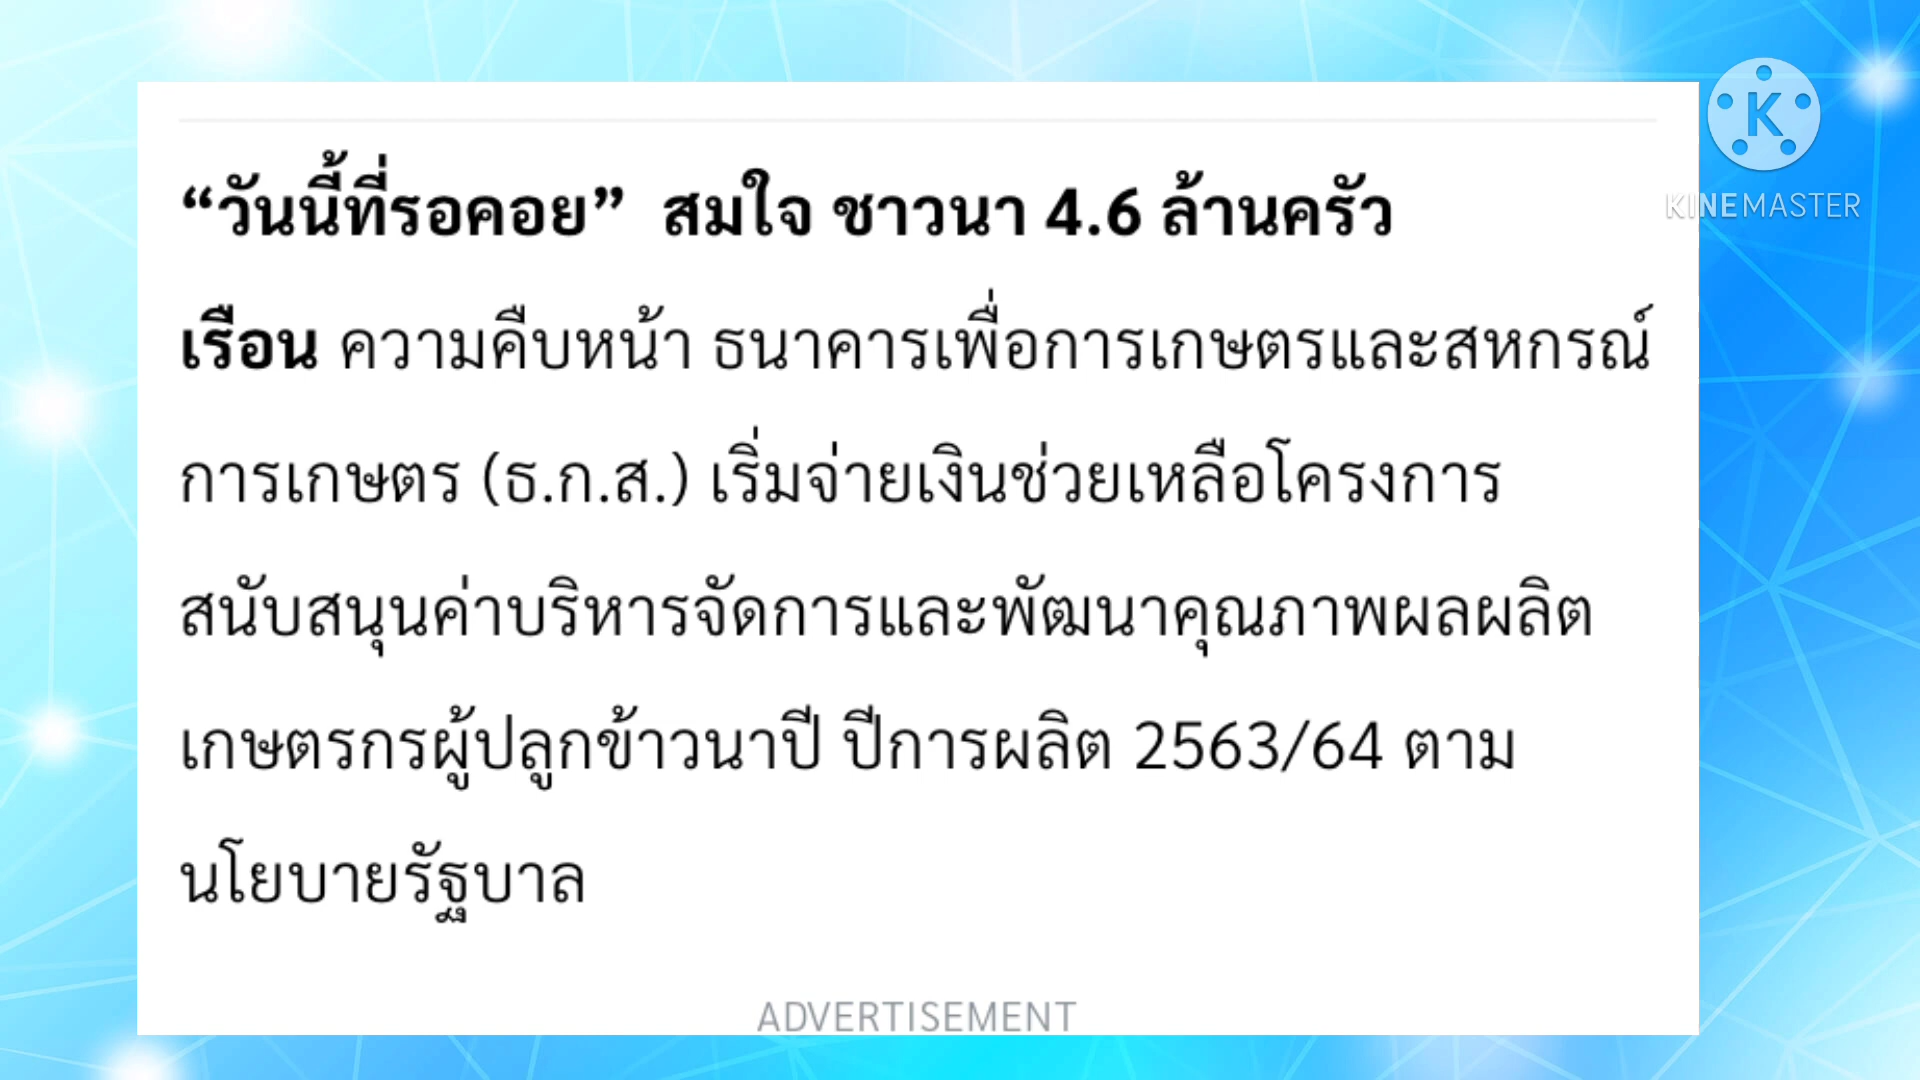 “วันนี้ที่รอคอย”  สมใจ ชาวนา 4.6 ล้านครัว
เรือน ความคืบหน้า ธนาคารเพื่อการเกษตรและสหกรณ์
การเกษตร (ธ.ก.ส.) เริ่มจ่ายเงินช่วยเหลือโครงการ
สนับสนุนค่าบริหารจัดการและพัฒนาคุณภาพผลผลิต
เกษตรกรผู้ปลูกข้าวนาปี ปีการผลิต 2563/64 ตาม
นโยบายรัฐบาล
ADVERTISEMENT
K
KINEMASTER